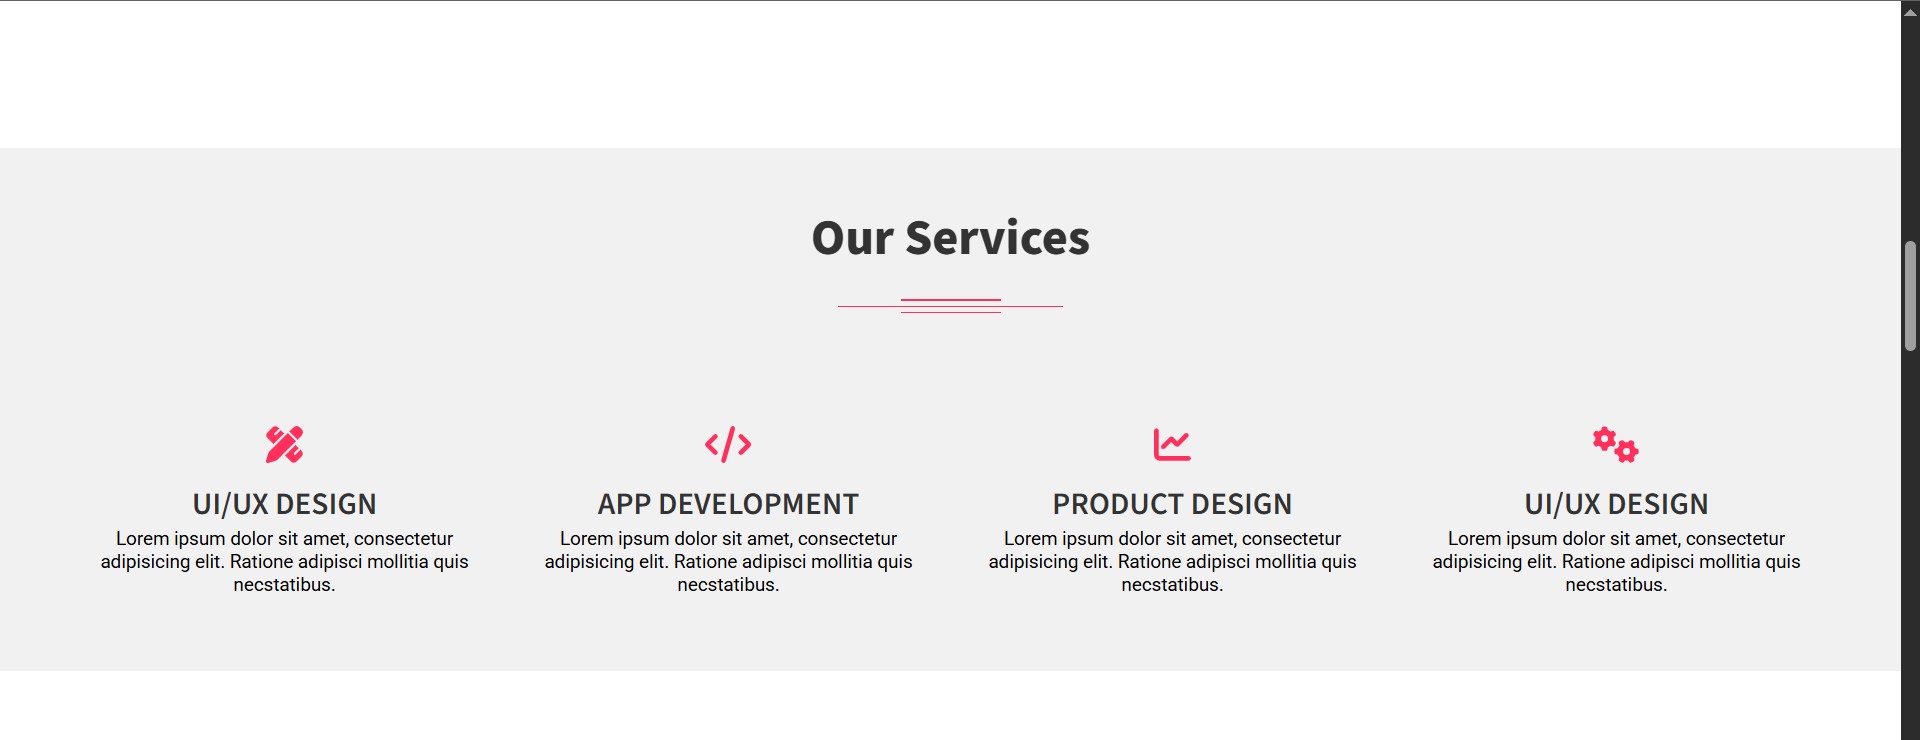 Our Services
UI/UX DESIGN
Lorem ipsum dolor sit amet, consectetur
adipisicing elit. Ratione adipisci mollitia quis
necstatibus.
APP DEVELOPMENT
Lorem ipsum dolor sit amet, consectetur
adipisicing elit. Ratione adipisci mollitia quis
necstatibus.
PRODUCT DESIGN
Lorem ipsum dolor sit amet, consectetur
adipisicing elit. Ratione adipisci mollitia quis
necstatibus.
UI/UX DESIGN
Lorem ipsum dolor sit amet, consectetur
adipisicing elit. Ratione adipisci mollitia quis
necstatibus.